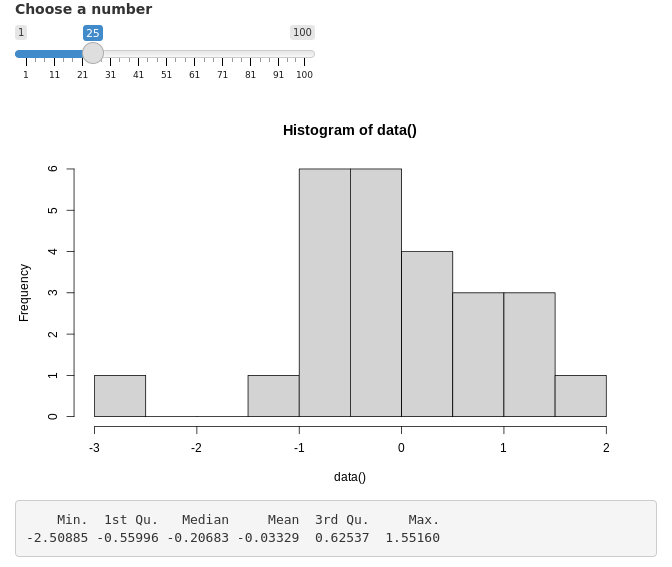 Choose a number
1 25 100
1 11 21 31 41 51 61 71 81 91 100
Histogram of data()
Frequency
6
5
4
3
2
1
0
-3 -2 -1 0 1 2
data()
Min. 1st Qu. Median Mean 3rd Qu. Max.
-2.50885 -0.55996 -0.20683 -0.03329 0.62537 1.55160